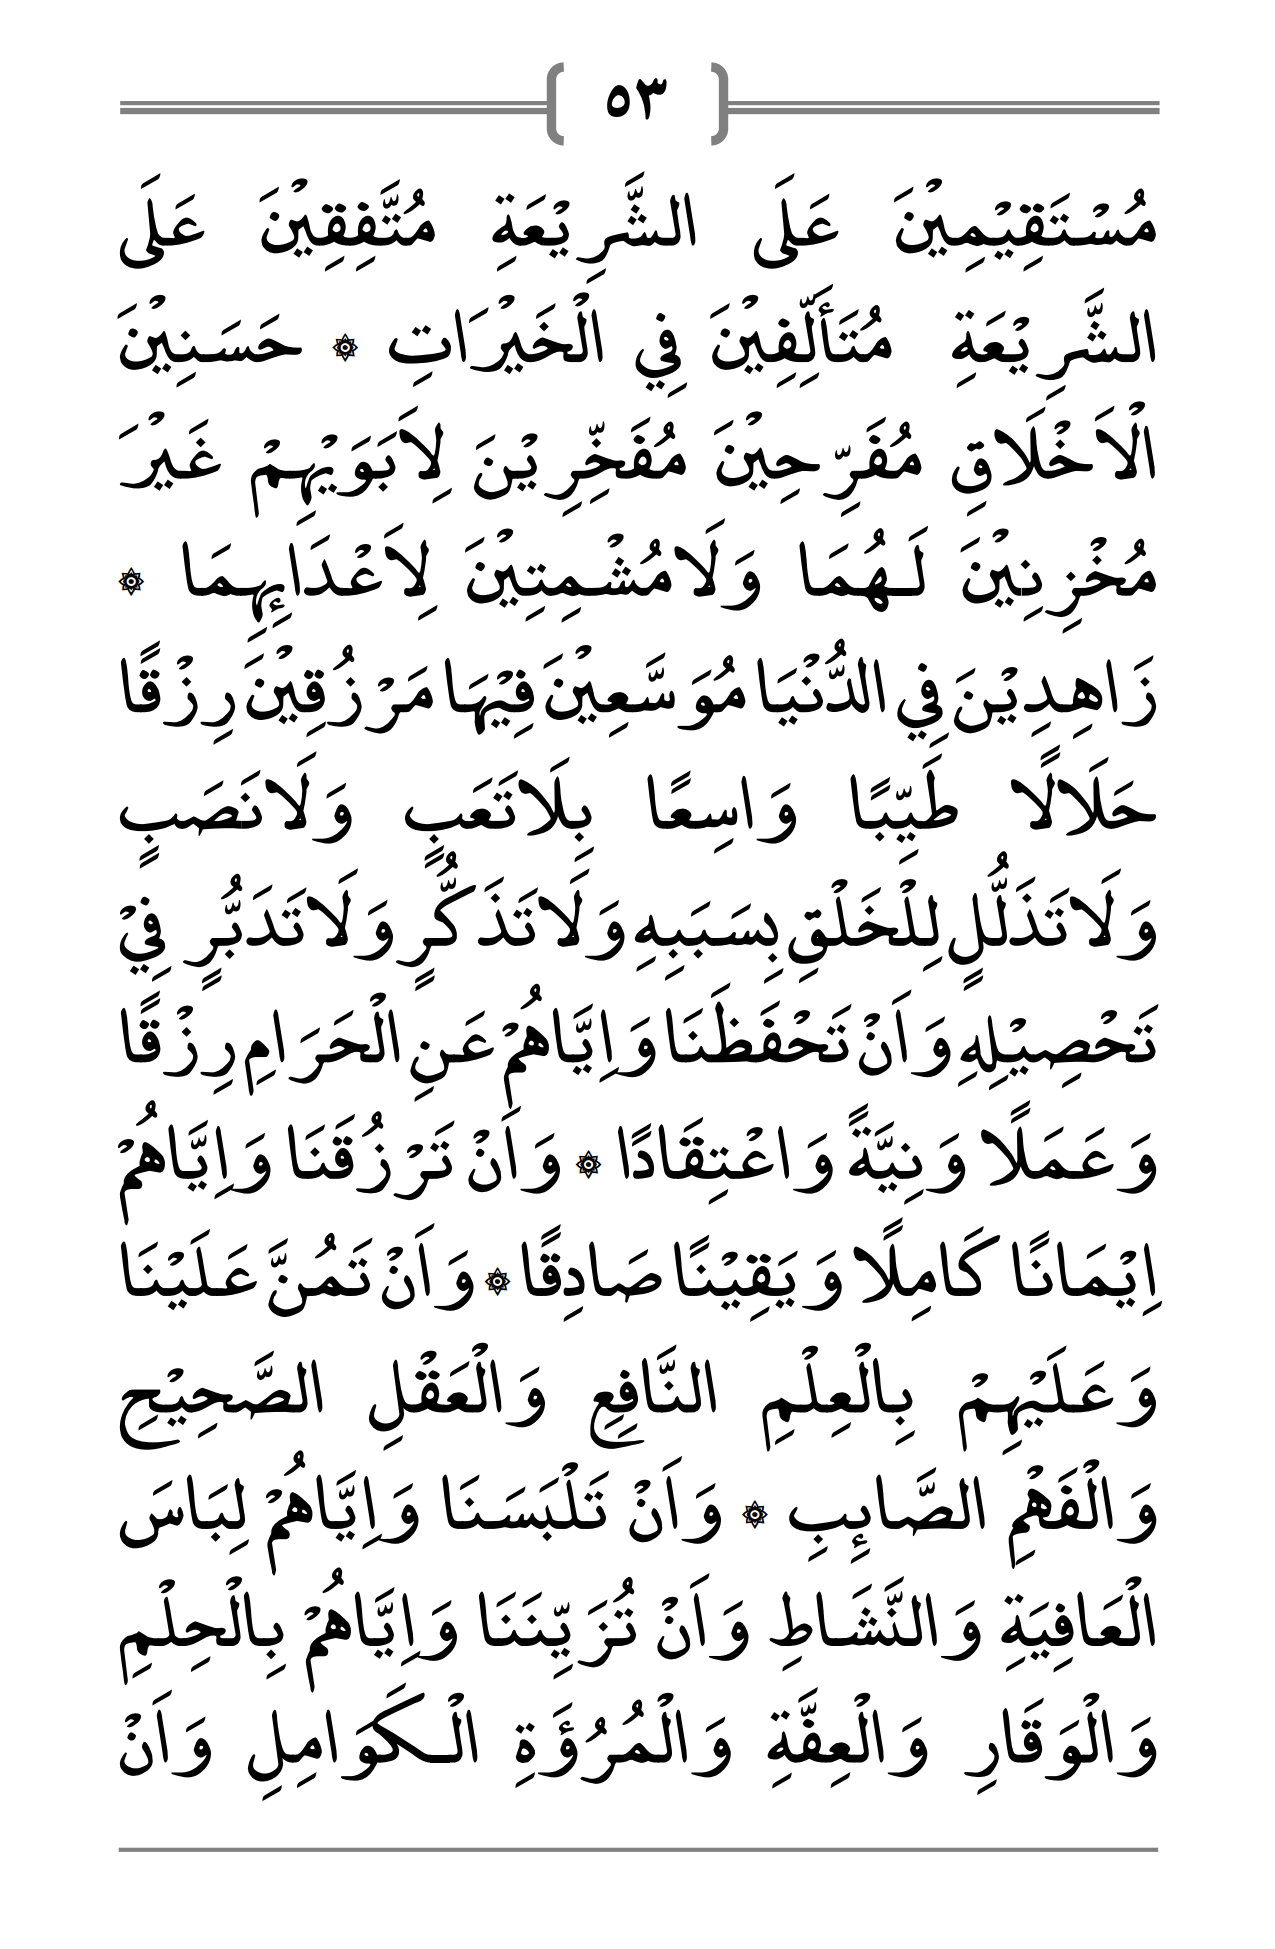 ٥٣
مُسْتَقِيْمِيْنَ عَلَى الشَّرِيْعَةِ مُتَّفِقِيْنَ عَلَى
الشَّرِيْعَةِ مُتَأَلِّفِيْنَ فِي الْخَيْرَاتِ ۞ حَسَنِيْنَ
الْاَخْلَاقِ مُفَرِّحِيْنَ مُفَخِّرِيْنَ لِاَبَوَيْهِمْ غَيْرَ
مُخْزِنِيْنَ لَهُمَا وَلَامُشْمِتِيْنَ لِاَعْدَائِهِمَا ۞
زَاهِدِيْنَ فِي الدُّنْيَا مُوَسَّعِيْنَ فِيْهَا مَرْزُقِيْنَ رِزْقًا
حَلَالًا طَيِّبًا وَاسِعًا بِلَاتَعَبٍ وَلَانَصَبٍ
وَلَاتَذَلُّلٍ لِلْخَلْقِ بِسَبَبِهِ وَلَاتَذَكُّرٍ وَلَاتَدَبُّرٍ فِيْ
تَحْصِيْلِهِ وَاَنْ تَحْفَظَنَا وَاِيَّاهُمْ عَنِ الْحَرَامِ رِزْقًا
وَعَمَلًا وَنِيَّةً وَاعْتِقَادًا ۞ وَاَنْ تَرْزُقَنَا وَاِيَّاهُمْ
اِيْمَانًا كَامِلًا وَيَقِيْنًا صَادِقًا ۞ وَاَنْ تَمُنَّ عَلَيْنَا
وَعَلَيْهِمْ بِالْعِلْمِ النَّافِعِ وَالْعَقْلِ الصَّحِيْحِ
وَالْفَهْمِ الصَّائِبِ ۞ وَاَنْ تَلْبَسَنَا وَاِيَّاهُمْ لِبَاسَ
الْعَافِيَةِ وَالنَّشَاطِ وَاَنْ تُزَيِّنَنَا وَاِيَّاهُمْ بِالْحِلْمِ
وَالْوَقَارِ وَالْعِفَّةِ وَالْمُرُؤَةِ الْكَوَامِلِ وَاَنْ